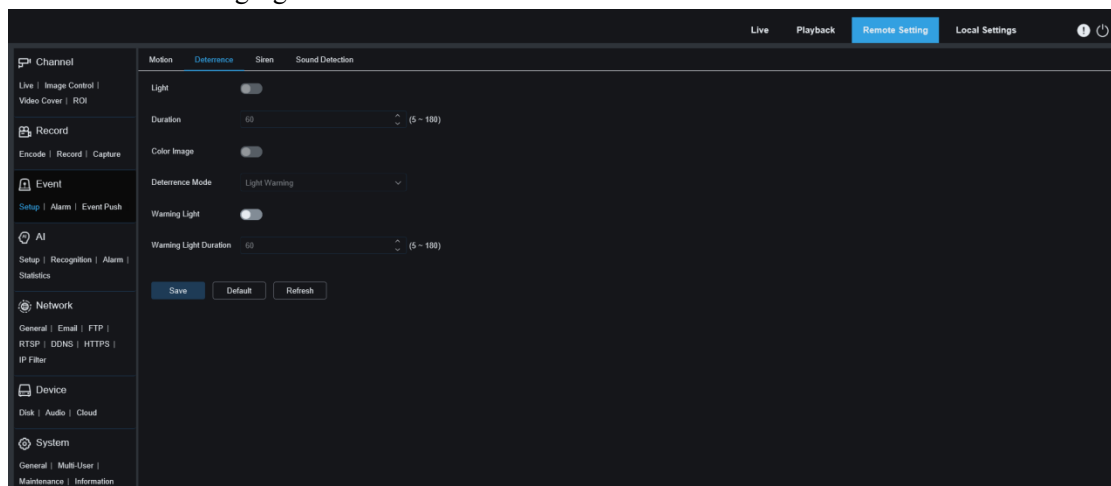 Live Playback Remote Setting Local Settings
Channel
Live | Image Control |
Video Cover | ROI
Record
Encode | Record | Capture
Event
Setup | Alarm | Event Push
AI
Setup | Recognition | Alarm |
Statistics
Network
General | Email | FTP |
RTSP | DDNS | HTTPS |
IP Filter
Device
Disk | Audio | Cloud
System
General | Multi-User |
Maintenance | Information
Motion Deterrence Siren Sound Detection
Light
Duration 60 (5 ~ 180)
Color Image
Deterrence Mode Light Warning
Warning Light
Warning Light Duration 60 (5 ~ 180)
Save Default Refresh